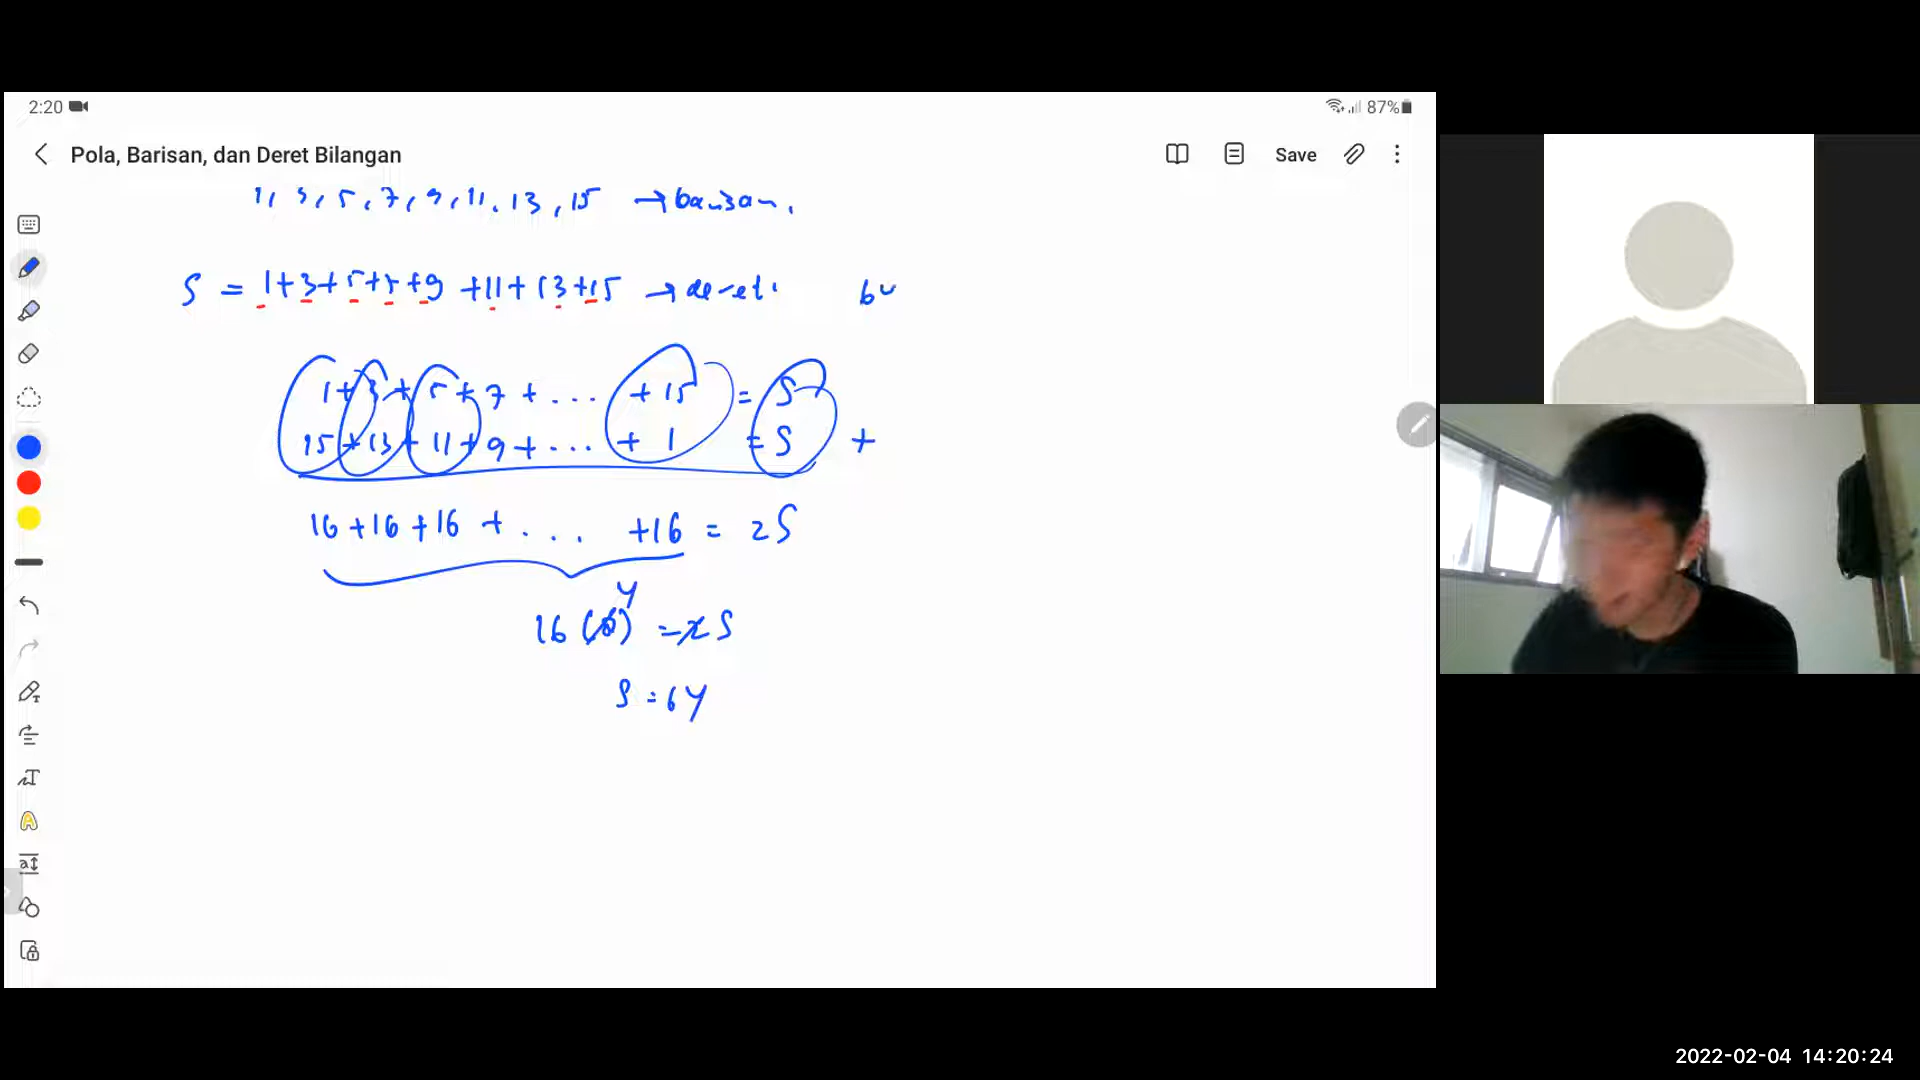 2:20 87%
Pola, Barisan, dan Deret Bilangan Save
1, 3, 5, 7, 9, 11, 13, 15 → barisan.
S = 1+3+5+7+9+11+13+15 → deret.
1+3+5+7+...+15 = S
15+13+11+9+...+1 = S +
16+16+16+...+16 = 2S
4
16(8) = 2S
S = 64
2022-02-04 14:20:24